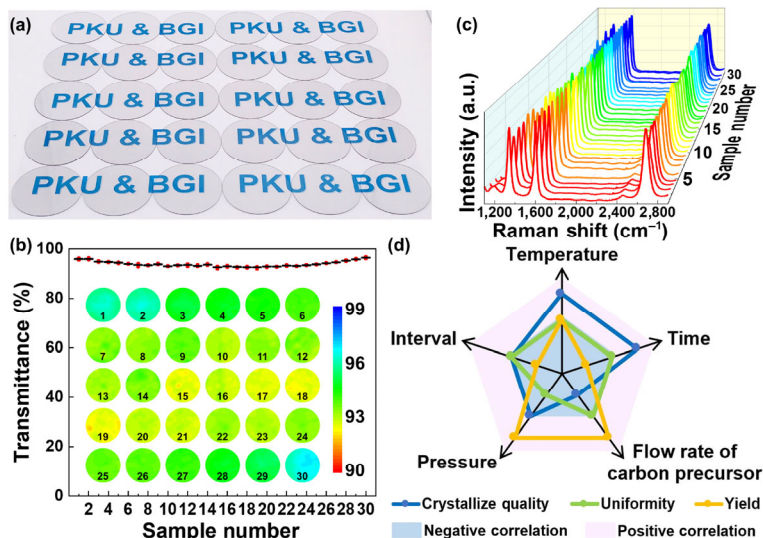 (a)
PKU & BGI PKU & BGI
PKU & BGI PKU & BGI
PKU & BGI PKU & BGI
PKU & BGI PKU & BGI
PKU & BGI PKU & BGI
(c)
Intensity (a.u.)
1,200 1,600 2,000 2,400 2,800
Raman shift (cm⁻¹)
5 10 15 20 25 30
Sample number
(b)
Transmittance (%)
100
80
60
40
20
0
1 2 3 4 5 6
7 8 9 10 11 12
13 14 15 16 17 18
19 20 21 22 23 24
25 26 27 28 29 30
99
96
93
90
2 4 6 8 10 12 14 16 18 20 22 24 26 28 30
Sample number
(d)
Temperature
Interval
Time
Pressure
Flow rate of
carbon precursor
Crystallize quality Uniformity Yield
Negative correlation Positive correlation